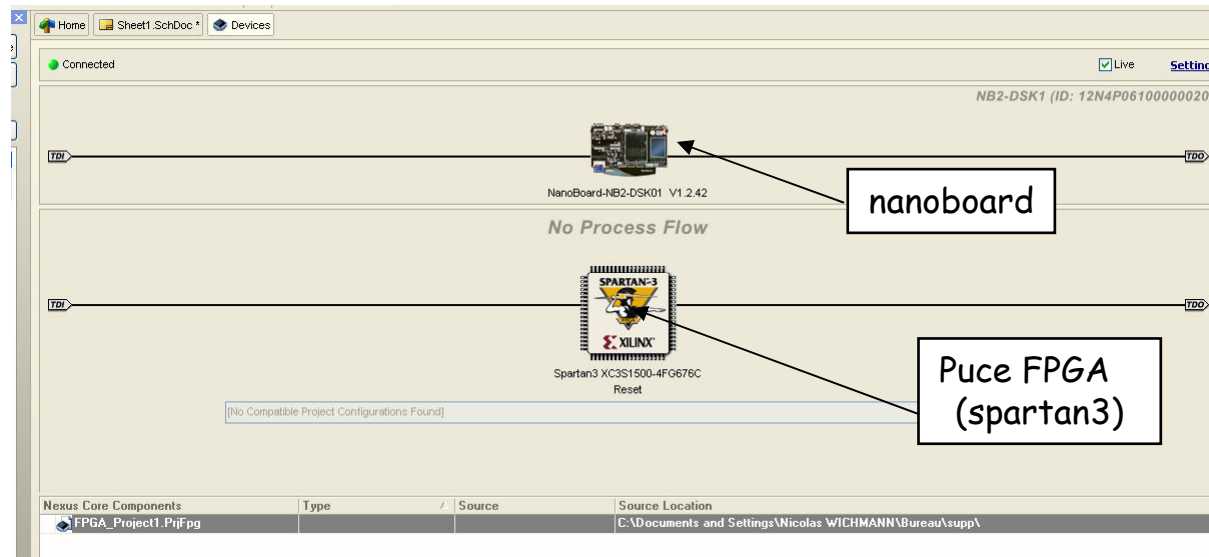 Home Sheet1.SchDoc * Devices
Connected
Live
NB2-DSK1 (ID: 12N4P06100000020
TDI
TDO
NanoBoard-NB2-DSK01 V1.2.42
nanoboard
No Process Flow
SPARTAN-3
TDI
TDO
XILINX
Spartan3 XC3S1500-4FG676C
Reset
Puce FPGA
(spartan3)
[No Compatible Project Configurations Found]
Nexus Core Components Type Source Source Location
FPGA_Project1.PrjFpg C:\Documents and Settings\Nicolas WICHMANN\Bureau\supp\